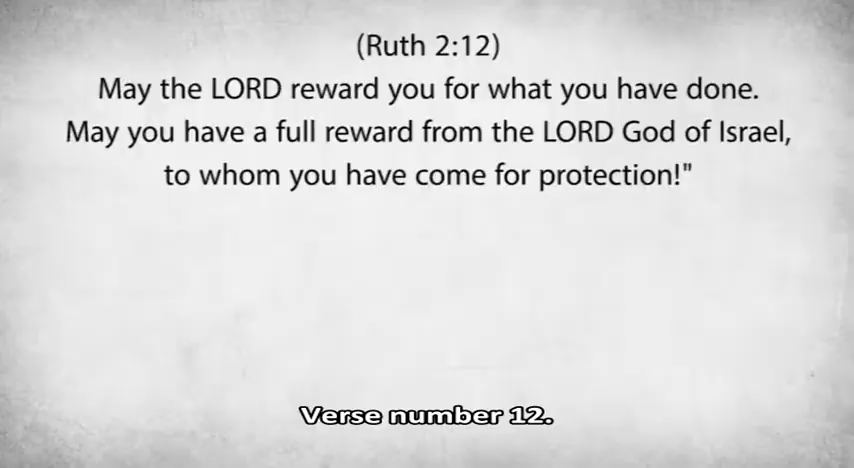 (Ruth 2:12)
May the LORD reward you for what you have done.
May you have a full reward from the LORD God of Israel,
to whom you have come for protection!"
Verse number 12.